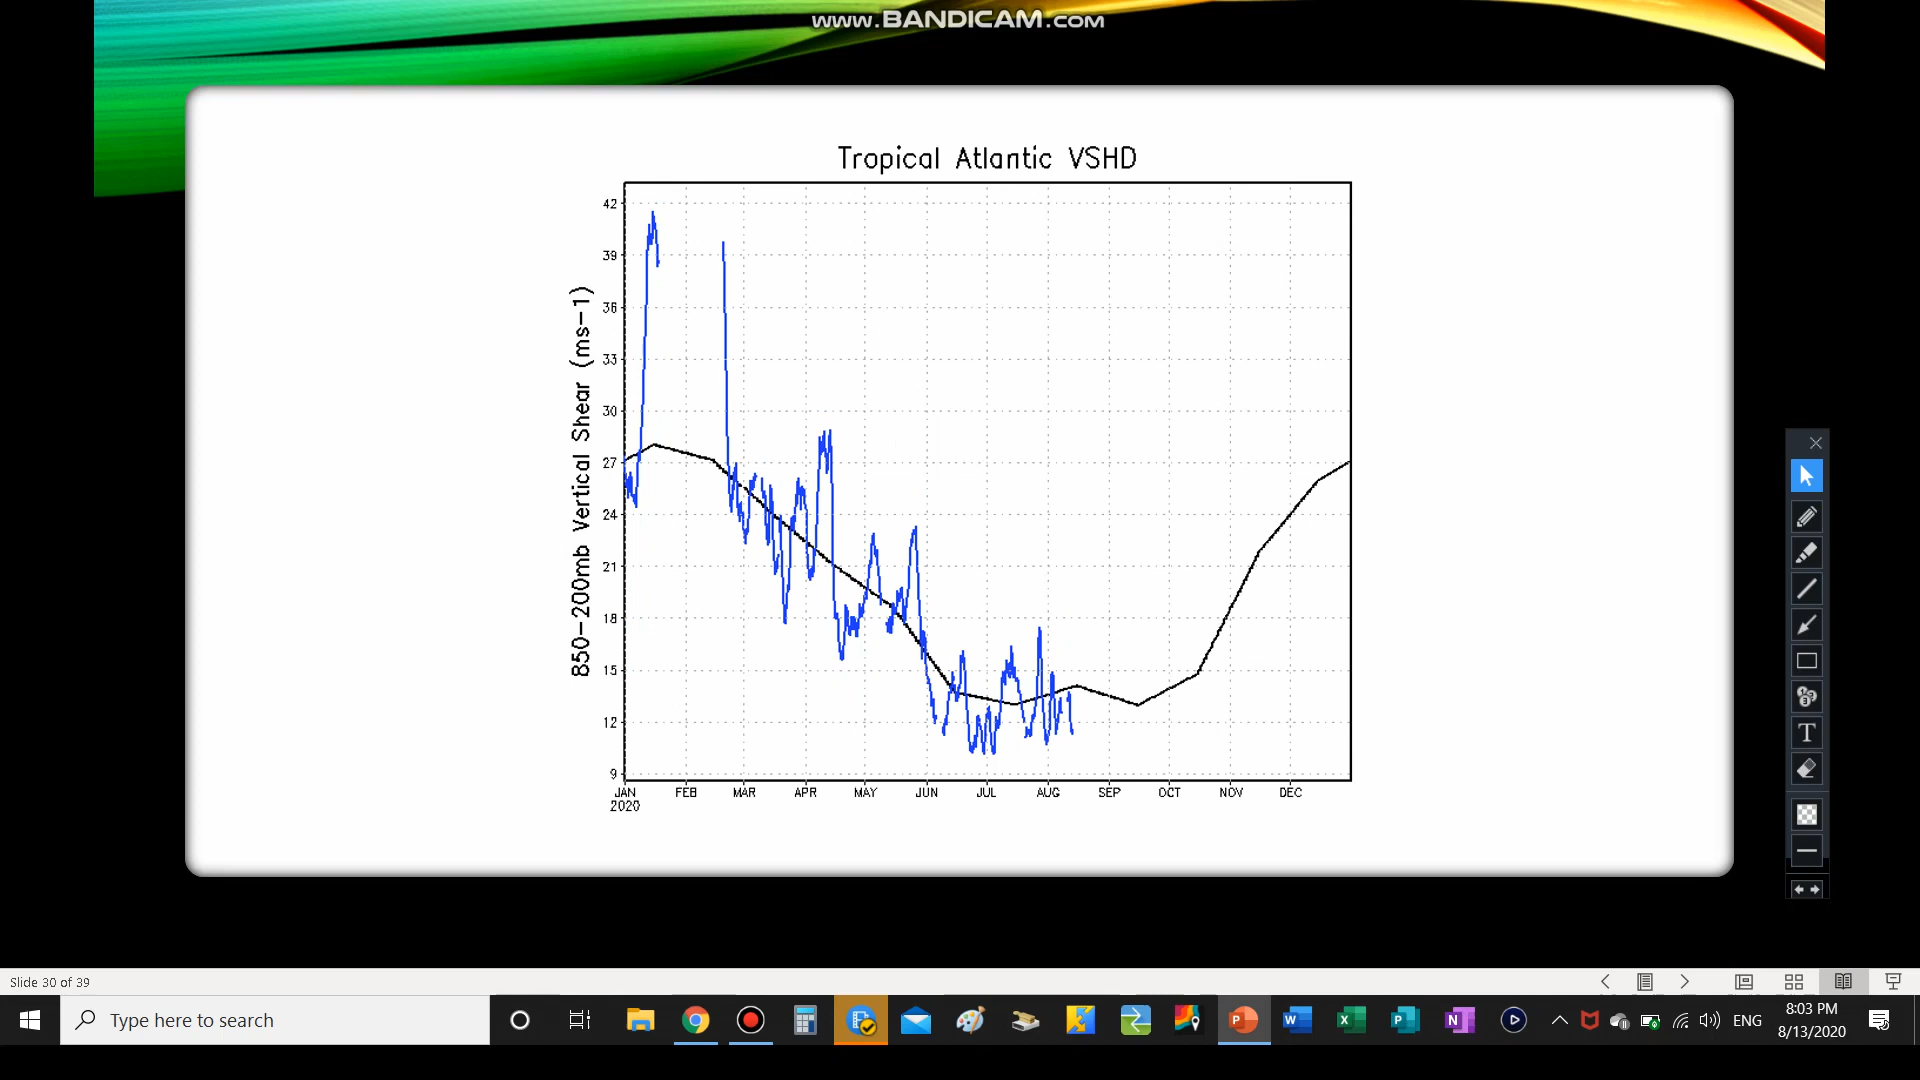 www.BANDICAM.com
Tropical Atlantic VSHD
850-200mb Vertical Shear (ms-1)
42
39
36
33
30
27
24
21
18
15
12
9
JAN FEB MAR APR MAY JUN JUL AUG SEP OCT NOV DEC
2020
T
Slide 30 of 39
Type here to search
ENG
8:03 PM
8/13/2020